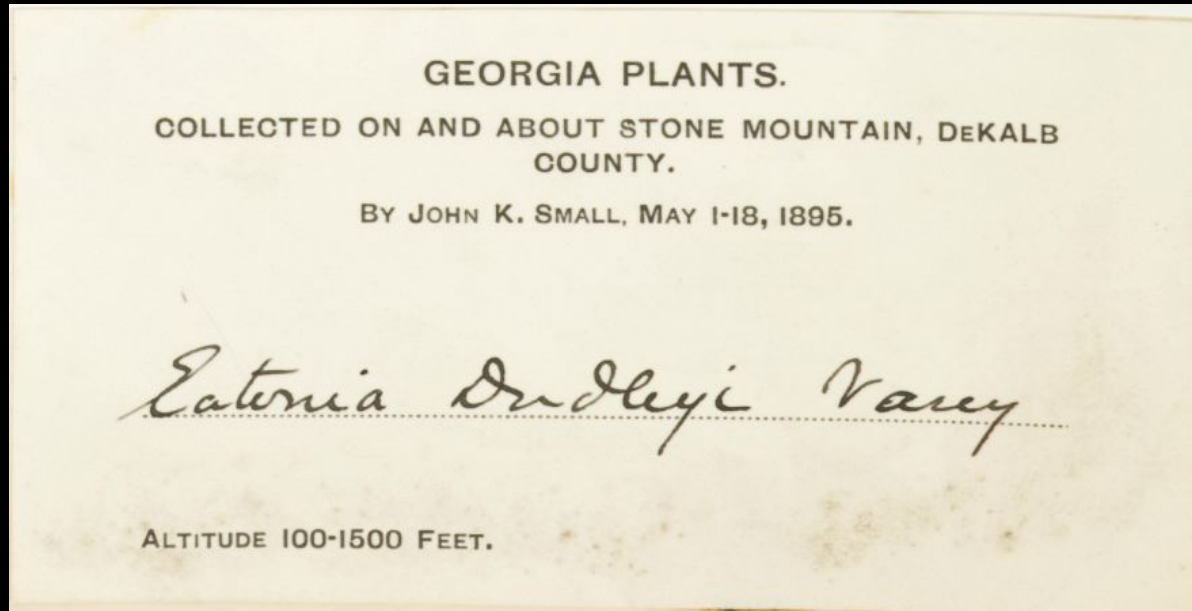 GEORGIA PLANTS.
COLLECTED ON AND ABOUT STONE MOUNTAIN, DEKALB
COUNTY.
BY JOHN K. SMALL, MAY 1-18, 1895.
Eatonia Dudleyi Vasey
ALTITUDE 100-1500 FEET.